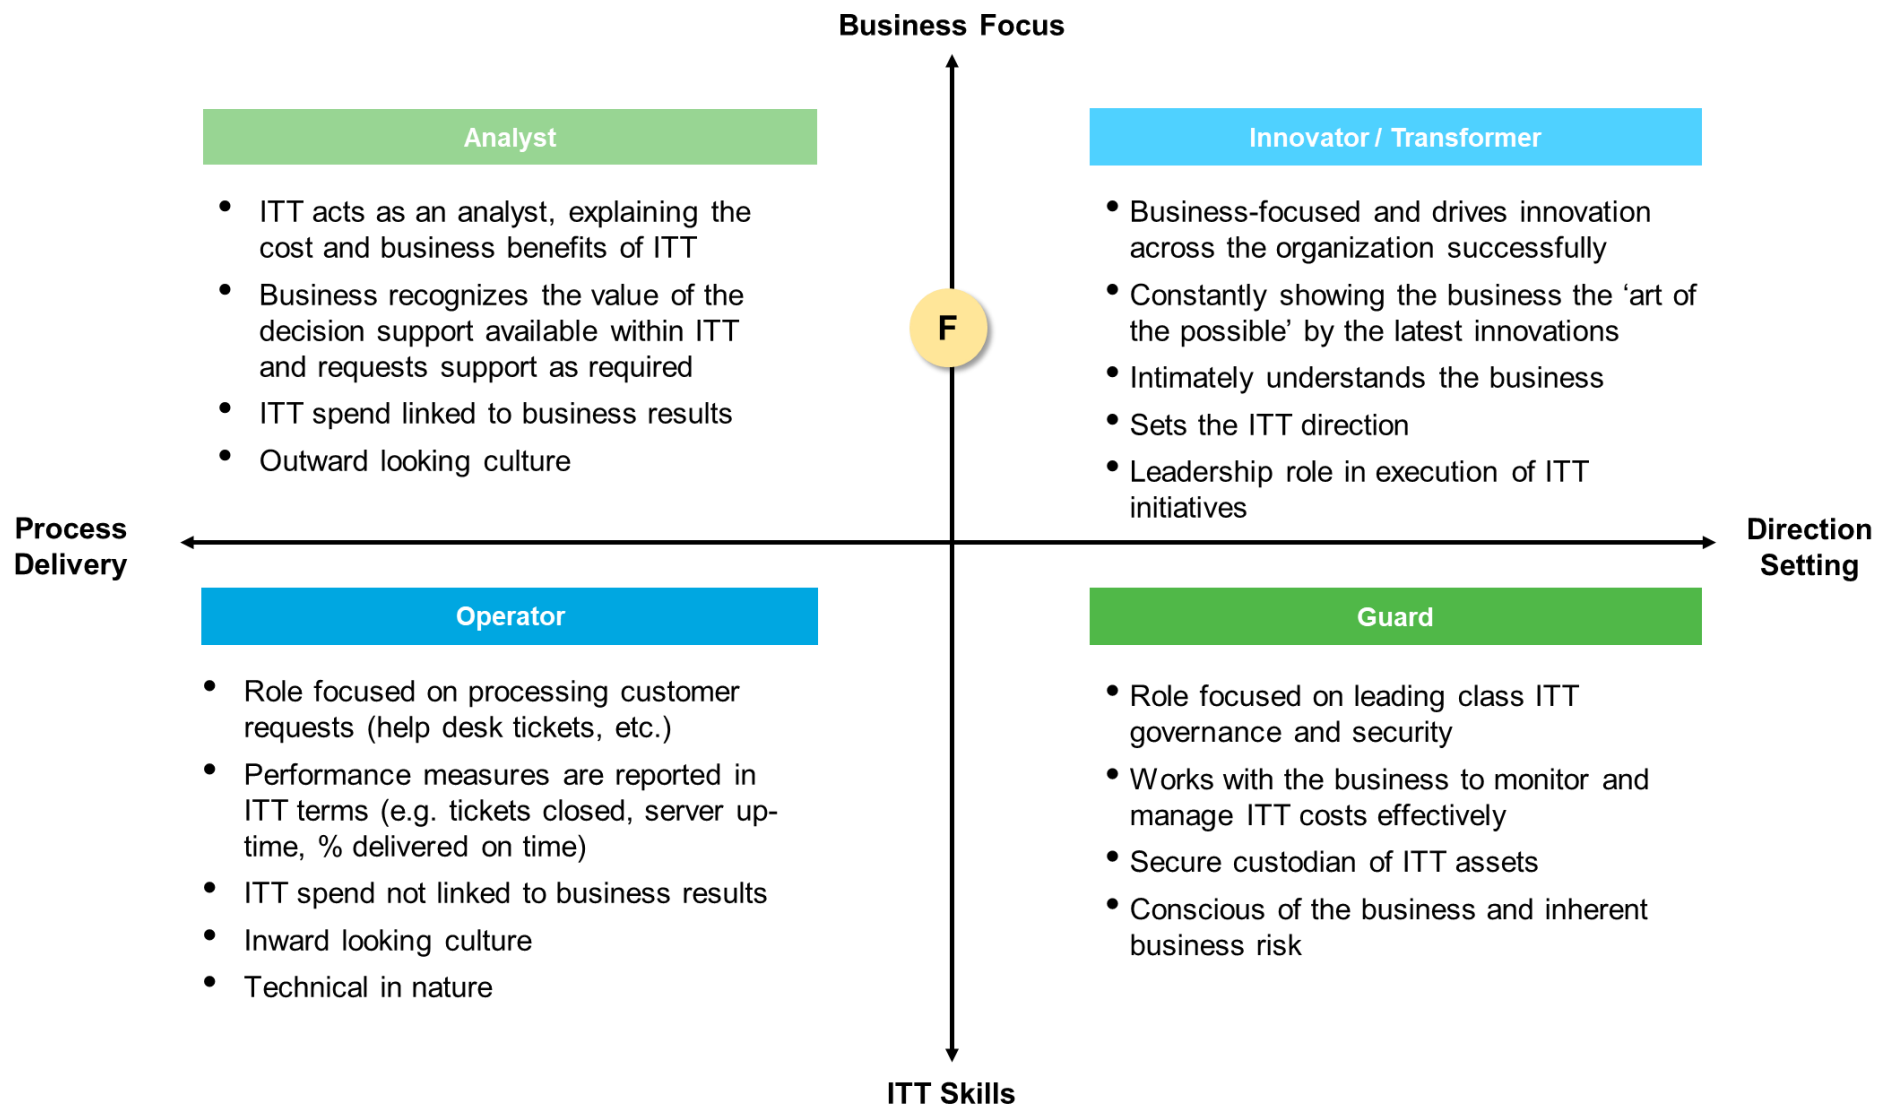 Business Focus
Analyst
• ITT acts as an analyst, explaining the
cost and business benefits of ITT
• Business recognizes the value of the
decision support available within ITT
and requests support as required
• ITT spend linked to business results
• Outward looking culture
Innovator / Transformer
• Business-focused and drives innovation
across the organization successfully
• Constantly showing the business the ‘art of
the possible’ by the latest innovations
• Intimately understands the business
• Sets the ITT direction
• Leadership role in execution of ITT
initiatives
F
Process
Delivery
Direction
Setting
Operator
• Role focused on processing customer
requests (help desk tickets, etc.)
• Performance measures are reported in
ITT terms (e.g. tickets closed, server up-
time, % delivered on time)
• ITT spend not linked to business results
• Inward looking culture
• Technical in nature
Guard
• Role focused on leading class ITT
governance and security
• Works with the business to monitor and
manage ITT costs effectively
• Secure custodian of ITT assets
• Conscious of the business and inherent
business risk
ITT Skills